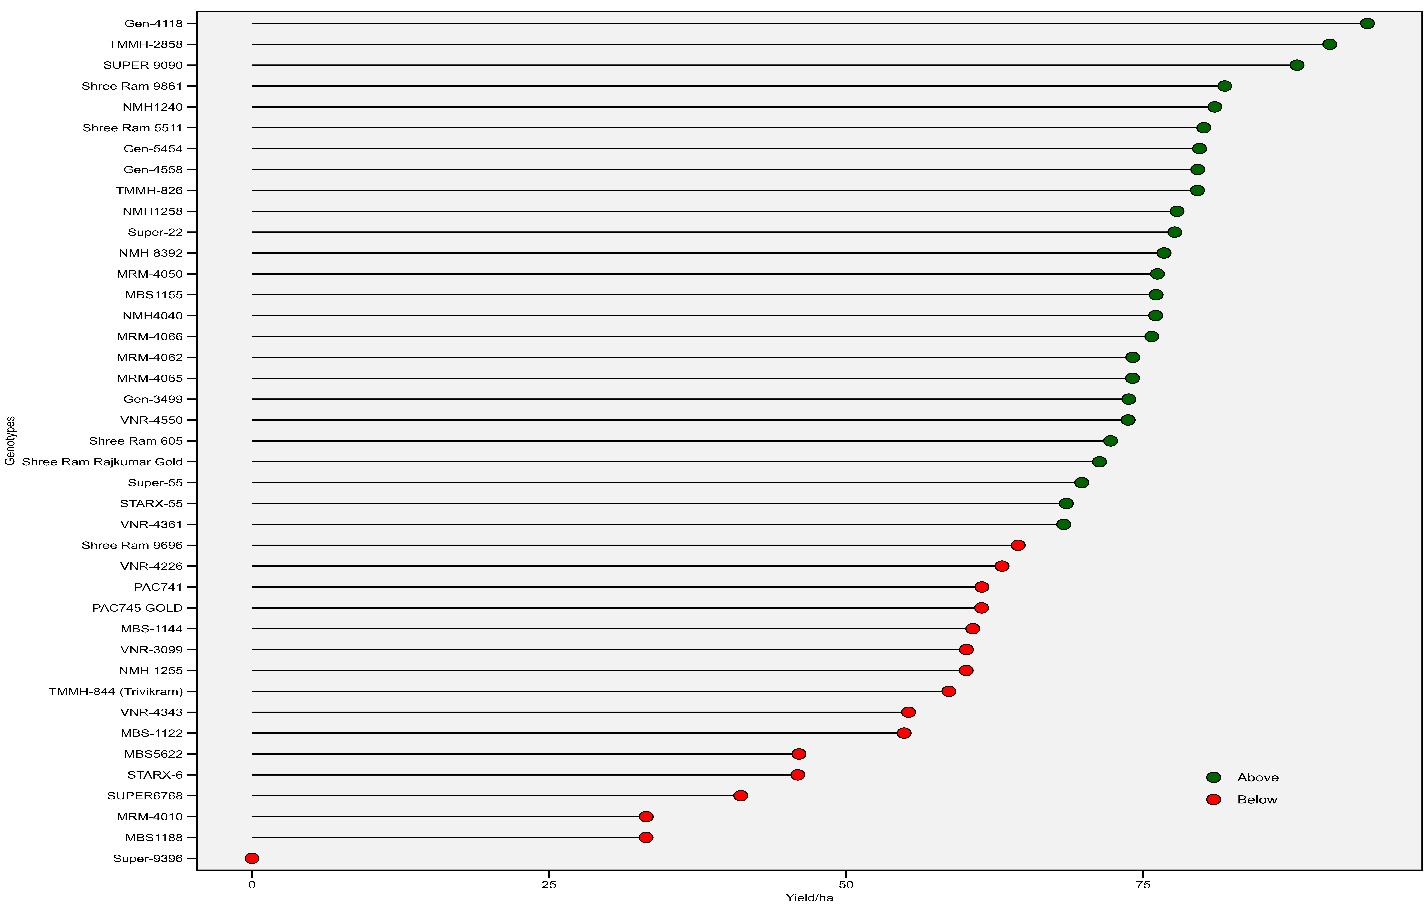 Gen-4118
TMMH-2858
SUPER 9090
Shree Ram 9861
NMH1240
Shree Ram 5511
Gen-5454
Gen-4558
TMMH-826
NMH1258
Super-22
NMH 8392
MRM-4050
MBS1155
NMH4040
MRM-4066
MRM-4062
MRM-4065
Gen-3499
VNR-4550
Shree Ram 605
Shree Ram Rajkumar Gold
Super-55
STARX-55
VNR-4361
Shree Ram 9696
VNR-4226
PAC741
PAC745 GOLD
MBS-1144
VNR-3099
NMH 1255
TMMH-844 (Trivikram)
VNR-4343
MBS-1122
MBS5622
STARX-6
SUPER6768
MRM-4010
MBS1188
Super-9396
Genotypes
Above
Below
0 25 50 75
Yield/ha